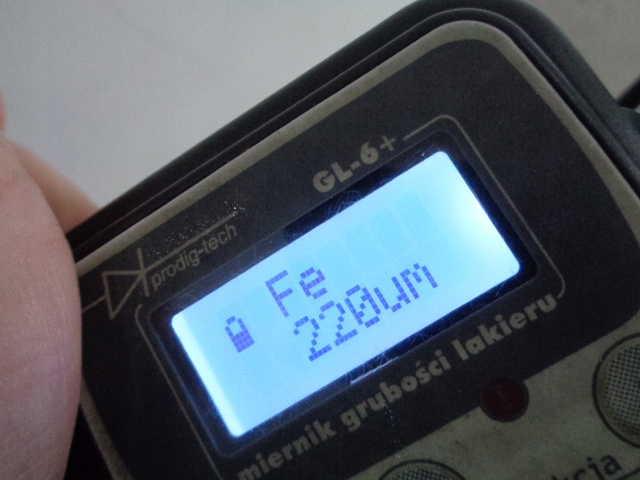 GL-6+
prodig-tech
Fe
220um
miernik grubości lakieru